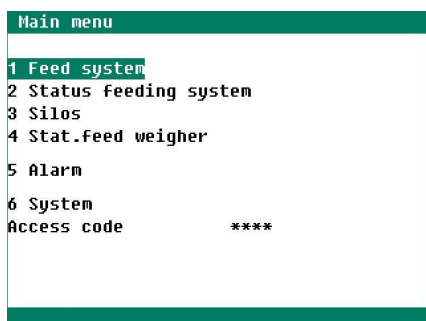 Main menu
1 Feed system
2 Status feeding system
3 Silos
4 Stat.feed weigher
5 Alarm
6 System
Access code ****